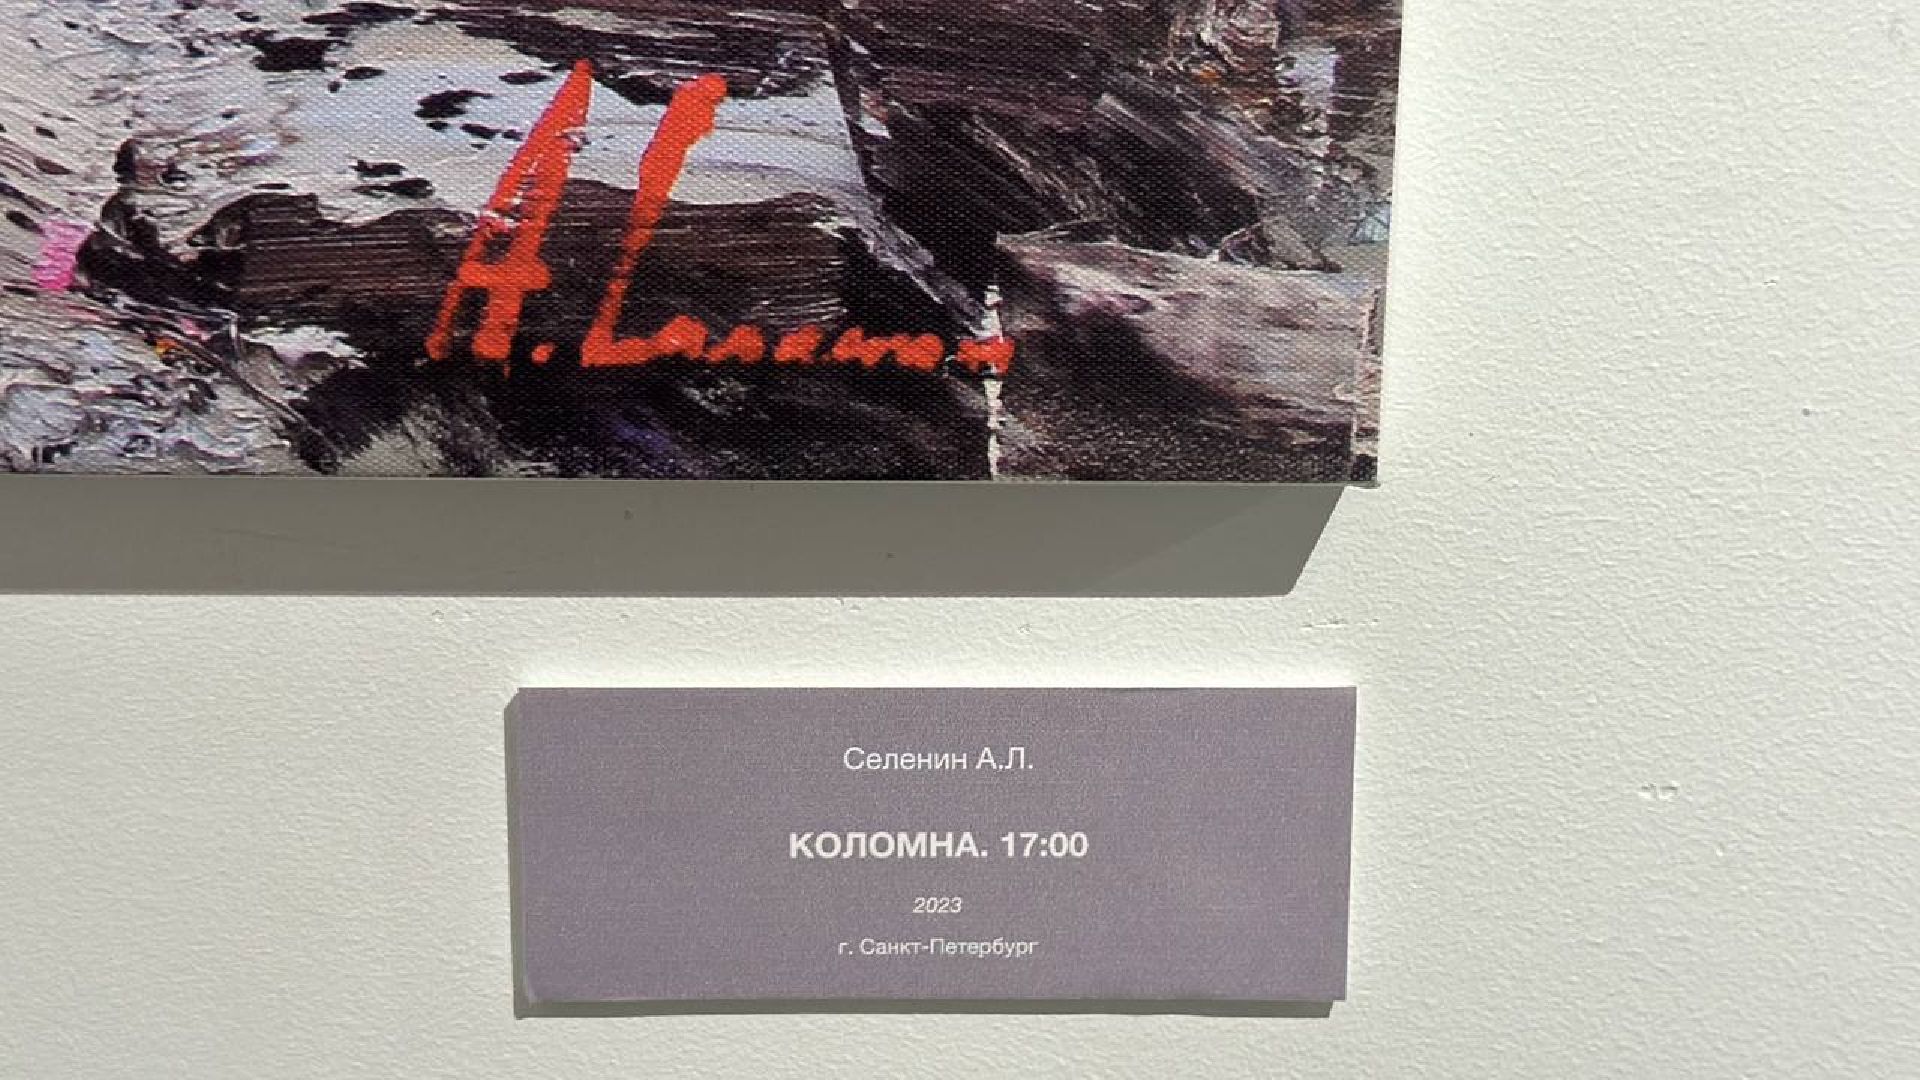 А.
Селенин А.Л.
КОЛОМНА. 17:00
2023
г. Санкт-Петербург